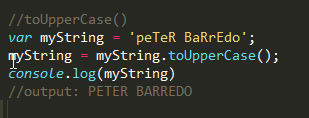 //toUpperCase()
var myString = 'peTeR BaRrEdo';
myString = myString.toUpperCase();
console.log(myString)
//output: PETER BARREDO